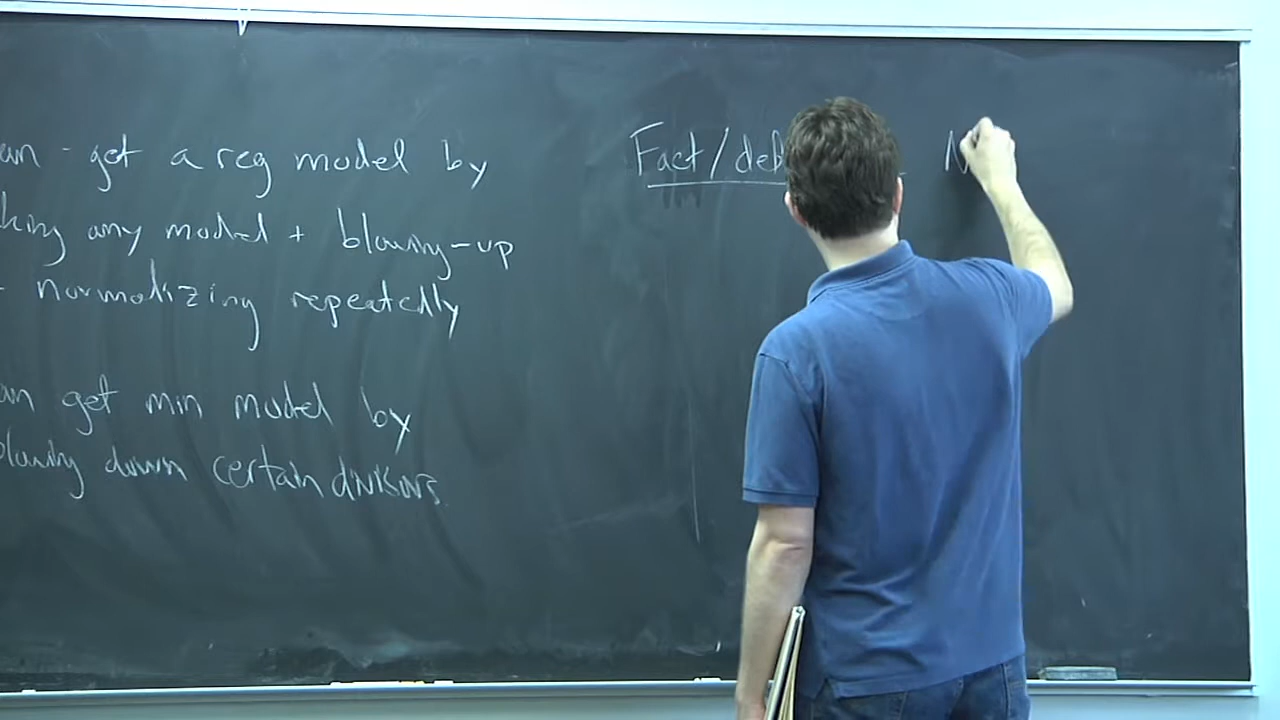 an get a reg model by
king any model + blowing-up
normalizing repeatedly
an get min model by
lowing down certain divisors.
Fact/def